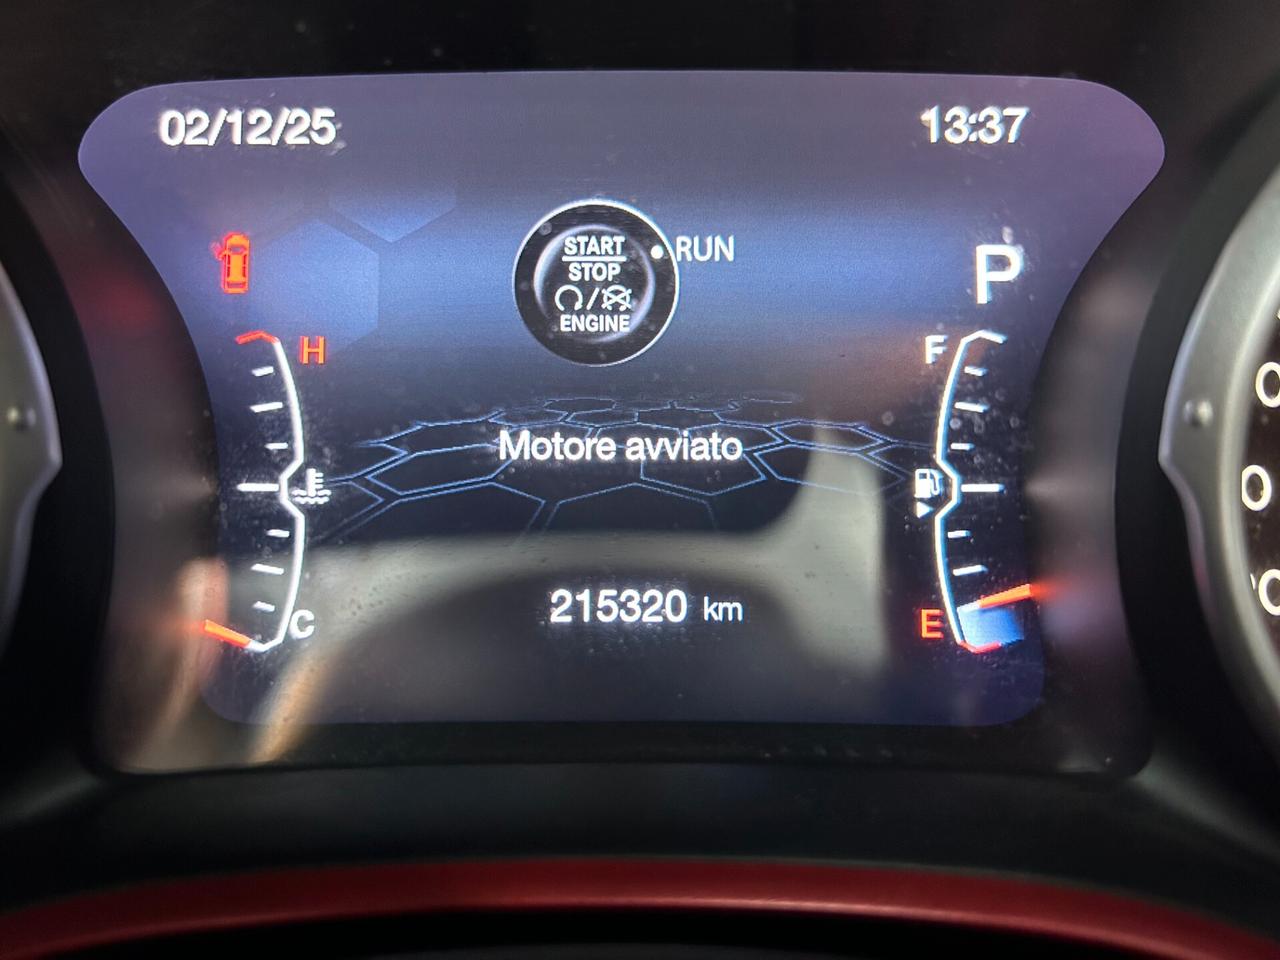 02/12/25
13:37
START
STOP
ENGINE
RUN
P
H
F
Motore avviato
C
E
215320 km